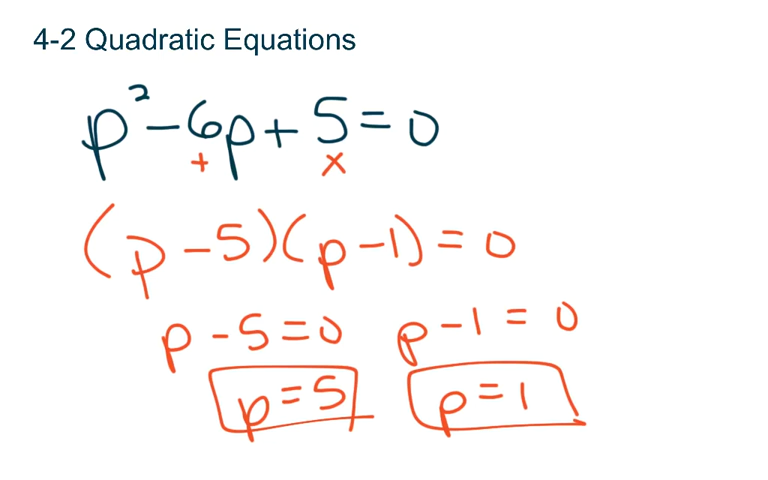 4-2 Quadratic Equations
p² - 6p + 5 = 0
+ x
(p - 5)(p - 1) = 0
p - 5 = 0 p - 1 = 0
p = 5 p = 1